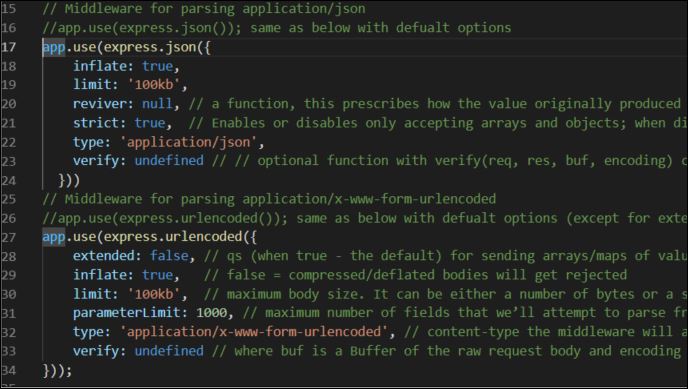 15 // Middleware for parsing application/json
16 //app.use(express.json()); same as below with defualt options
17 app.use(express.json({
18 inflate: true,
19 limit: '100kb',
20 reviver: null, // a function, this prescribes how the value originally produced
21 strict: true, // Enables or disables only accepting arrays and objects; when di
22 type: 'application/json',
23 verify: undefined // // optional function with verify(req, res, buf, encoding) c
24 }))
25 // Middleware for parsing application/x-www-form-urlencoded
26 //app.use(express.urlencoded()); same as below with defualt options (except for exte
27 app.use(express.urlencoded({
28 extended: false, // qs (when true - the default) for sending arrays/maps of valu
29 inflate: true, // false = compressed/deflated bodies will get rejected
30 limit: '100kb', // maximum body size. It can be either a number of bytes or a s
31 parameterLimit: 1000, // maximum number of fields that we’ll attempt to parse fr
32 type: 'application/x-www-form-urlencoded', // content-type the middleware will a
33 verify: undefined // where buf is a Buffer of the raw request body and encoding
34 }));